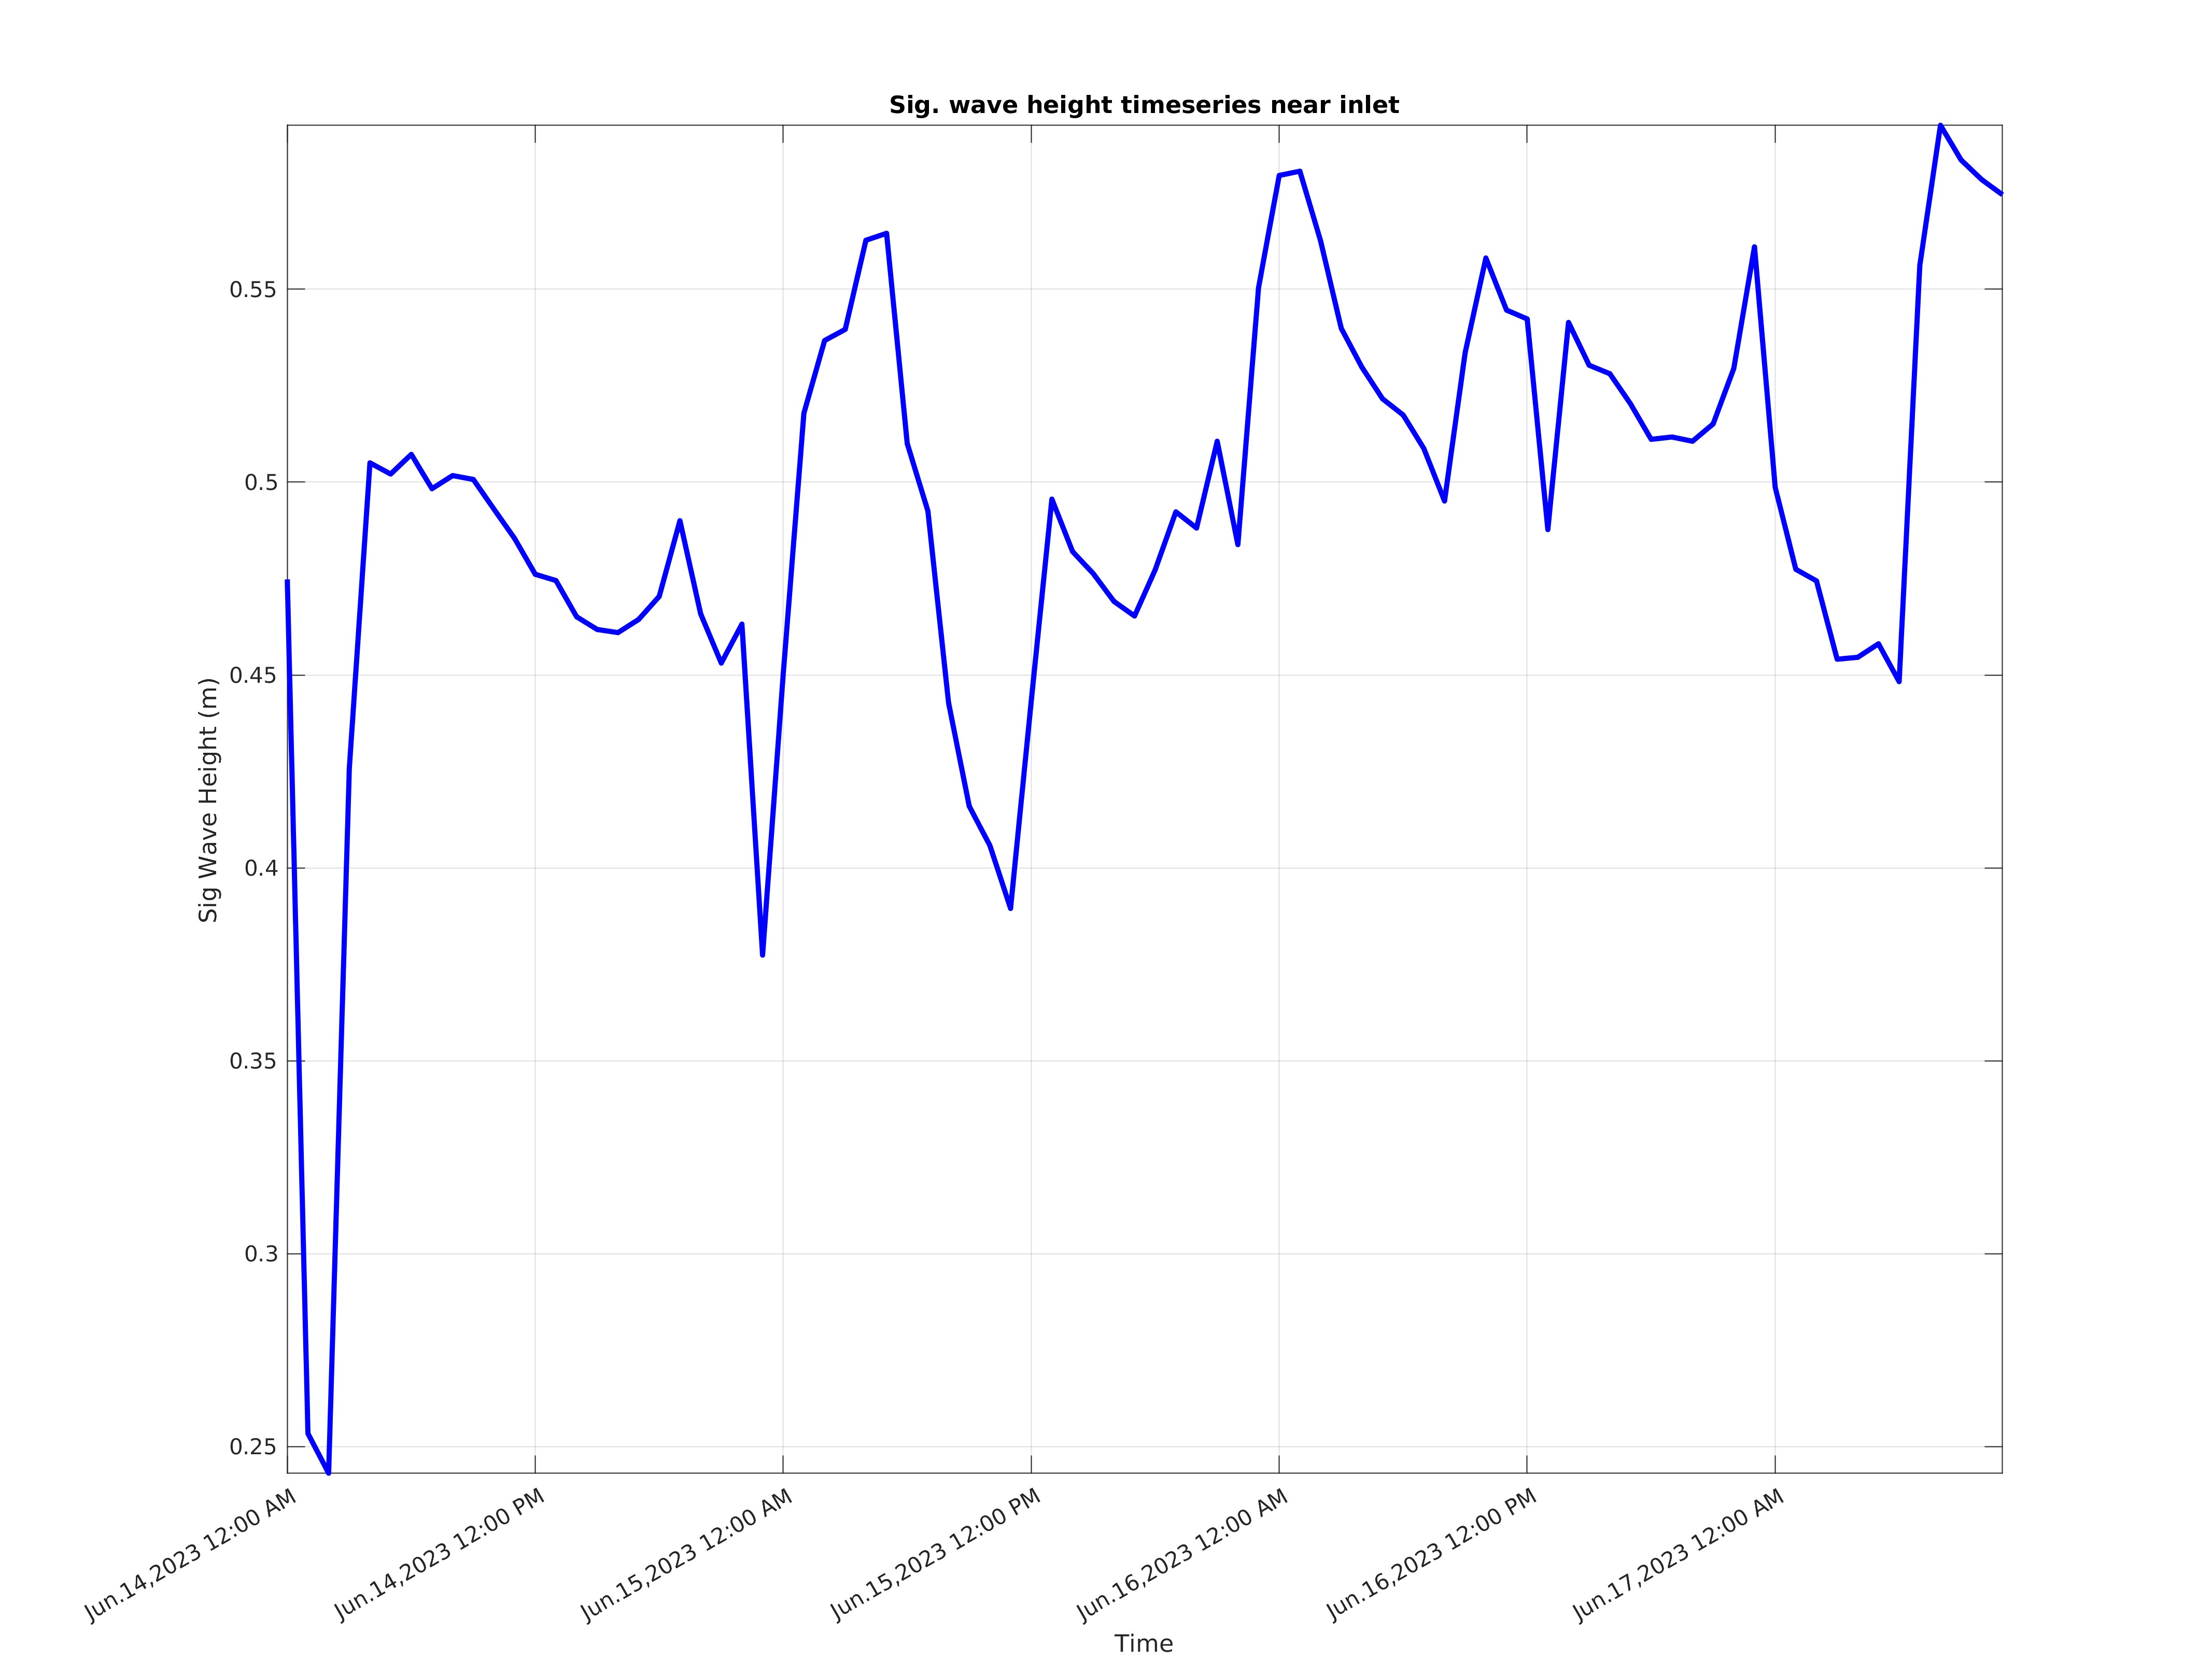 Sig. wave height timeseries near inlet
Sig Wave Height (m)
0.55
0.5
0.45
0.4
0.35
0.3
0.25
Jun.14,2023 12:00 AM
Jun.14,2023 12:00 PM
Jun.15,2023 12:00 AM
Jun.15,2023 12:00 PM
Jun.16,2023 12:00 AM
Jun.16,2023 12:00 PM
Jun.17,2023 12:00 AM
Time